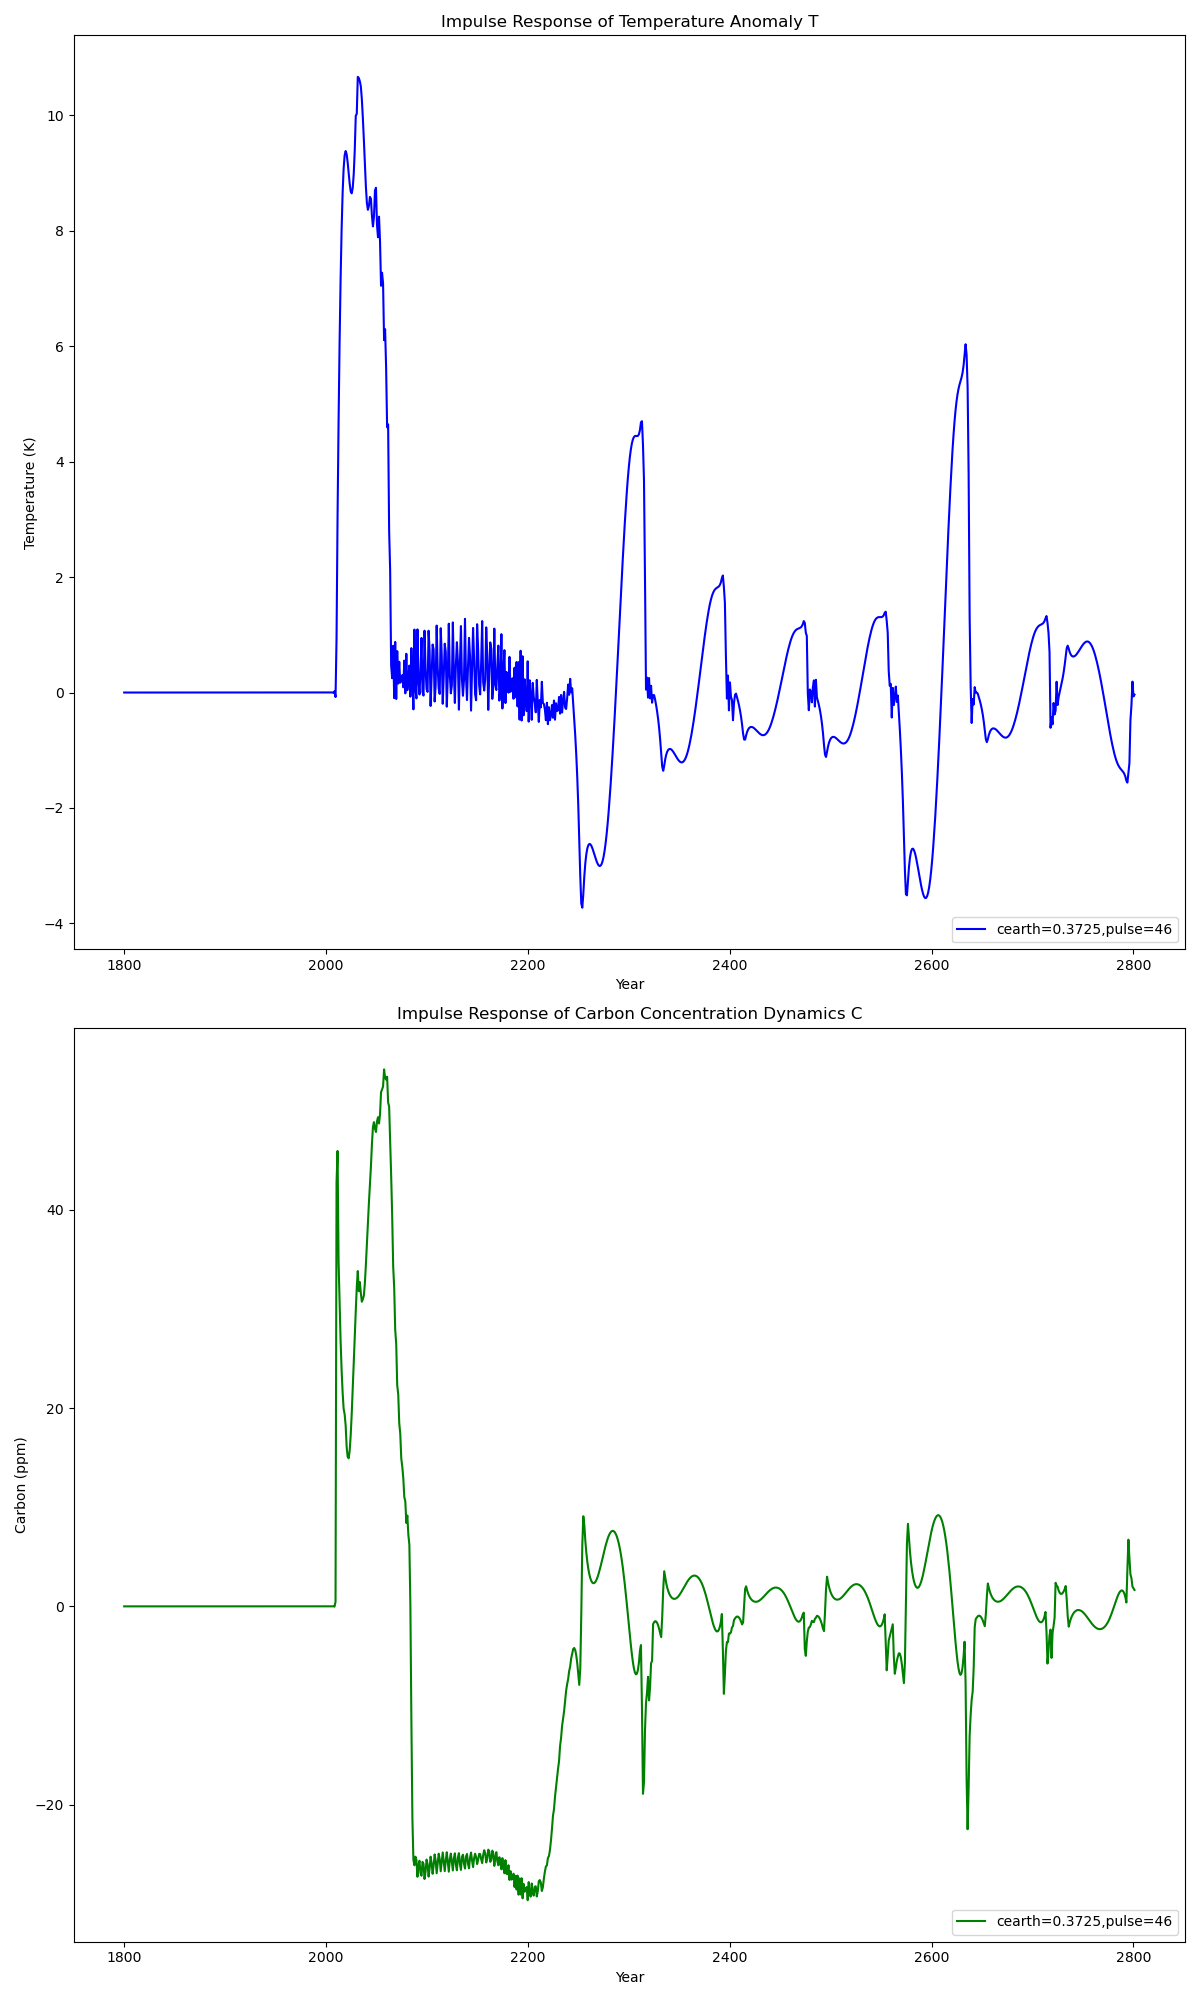 Impulse Response of Temperature Anomaly T
10
8
6
4
2
0
−2
−4
Temperature (K)
cearth=0.3725,pulse=46
1800 2000 2200 2400 2600 2800
Year
Impulse Response of Carbon Concentration Dynamics C
40
20
0
−20
Carbon (ppm)
cearth=0.3725,pulse=46
1800 2000 2200 2400 2600 2800
Year